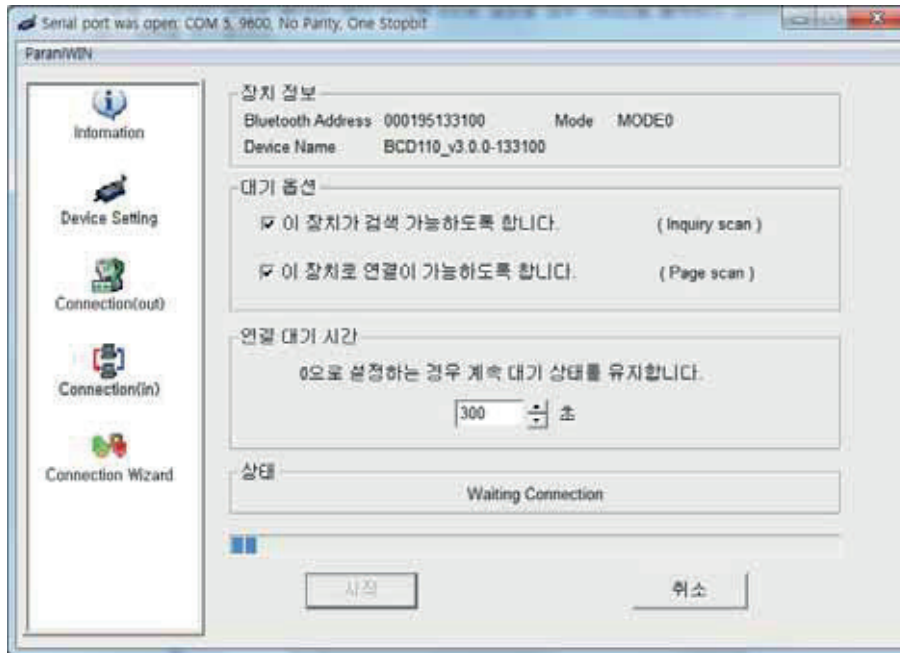 Serial port was open: COM 5, 9600, No Parity, One Stopbit
ParaniWIN
Infomation
Device Setting
Connection(out)
Connection(in)
Connection Wizard
장치 정보
Bluetooth Address 000195133100 Mode MODE0
Device Name BCD110_v3.0.0-133100
대기 옵션
이 장치가 검색 가능하도록 합니다. ( Inquiry scan )
이 장치로 연결이 가능하도록 합니다. ( Page scan )
연결 대기 시간
0으로 설정하는 경우 계속 대기 상태를 유지합니다.
300 초
상태
Waiting Connection
시작 취소